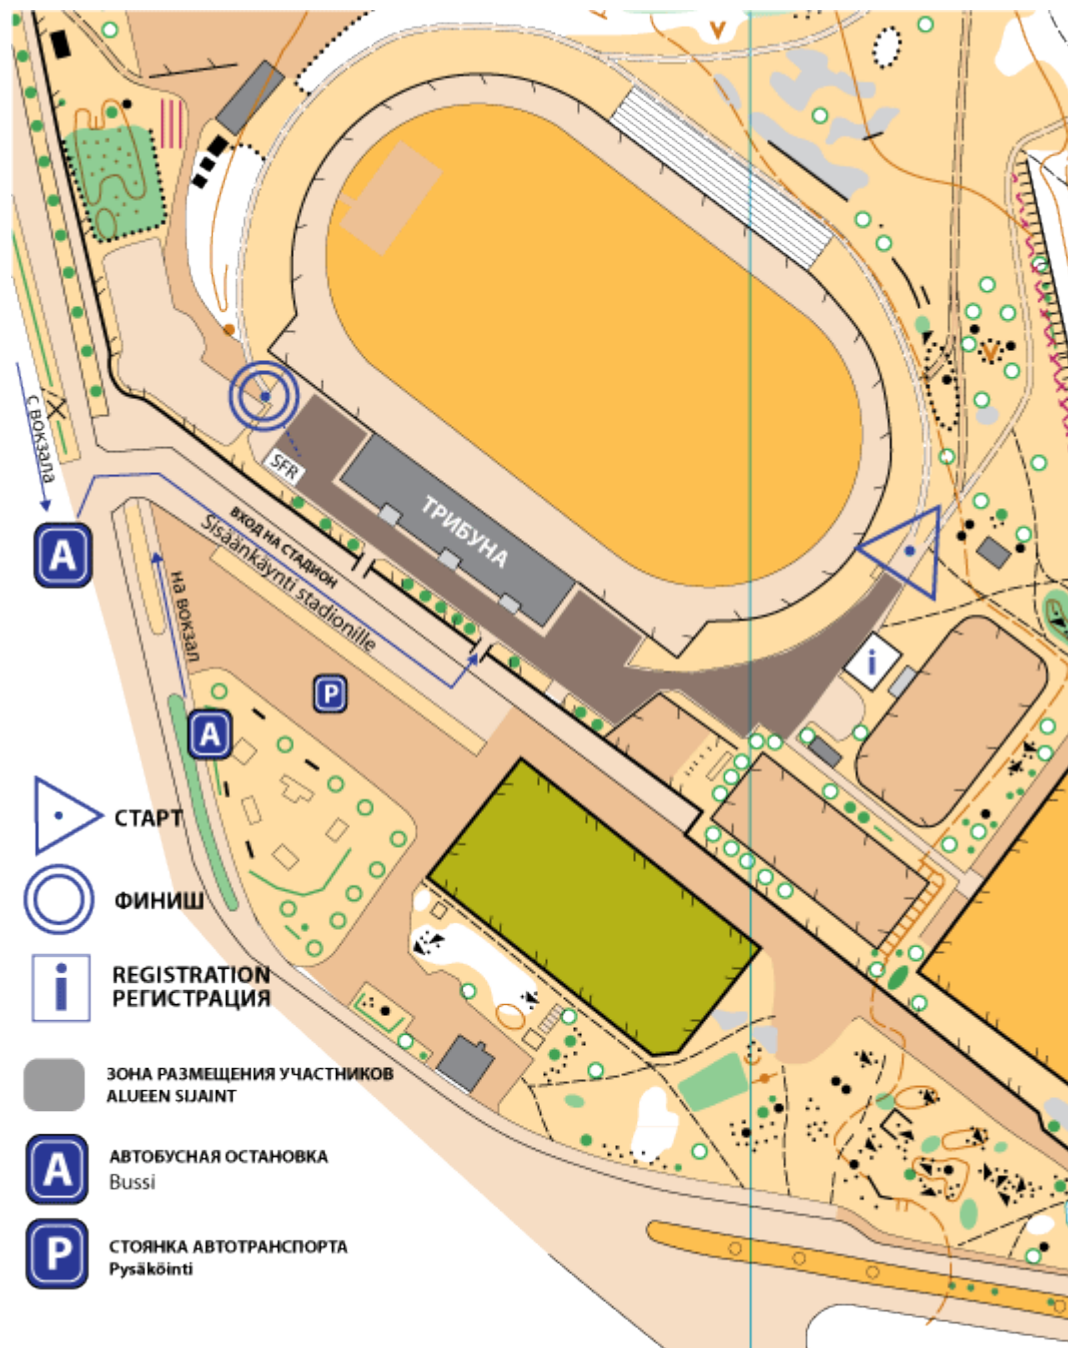 с вокзала
A
SFR
ТРИБУНА
ВХОД НА СТАДИОН
Sisäänkäynti stadionille
на вокзал
P
A
i
СТАРТ
ФИНИШ
i
REGISTRATION
РЕГИСТРАЦИЯ
ЗОНА РАЗМЕЩЕНИЯ УЧАСТНИКОВ
ALUEEN SIJAINT
A
АВТОБУСНАЯ ОСТАНОВКА
Bussi
P
СТОЯНКА АВТОТРАНСПОРТА
Pysäköinti